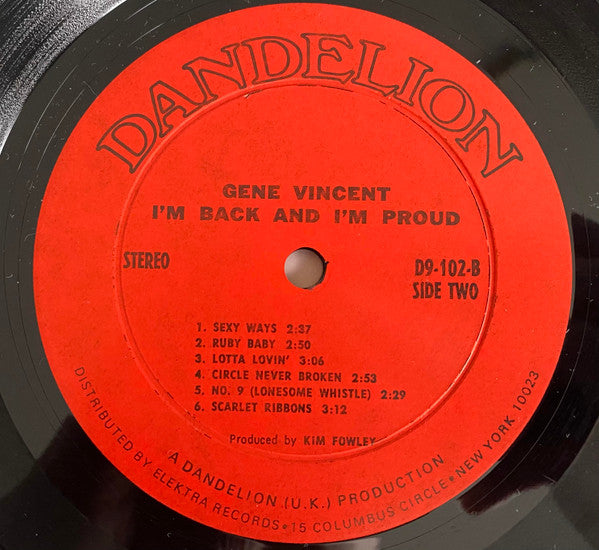 DANDELION
GENE VINCENT
I'M BACK AND I'M PROUD
STEREO
D9-102-B
SIDE TWO
1. SEXY WAYS 2:37
2. RUBY BABY 2:50
3. LOTTA LOVIN' 3:06
4. CIRCLE NEVER BROKEN 2:53
5. NO. 9 (LONESOME WHISTLE) 2:29
6. SCARLET RIBBONS 3:12
Produced by KIM FOWLEY
A DANDELION (U.K.) PRODUCTION
DISTRIBUTED BY ELEKTRA RECORDS • 15 COLUMBUS CIRCLE • NEW YORK 10023